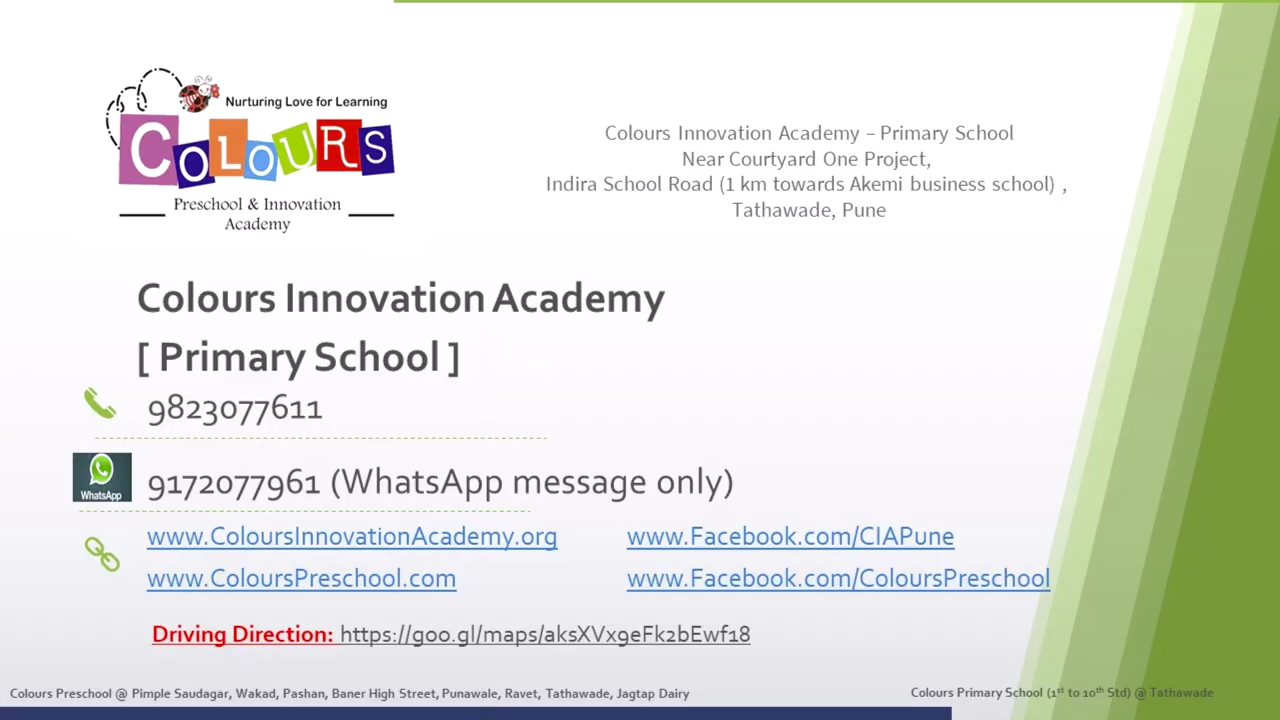 Nurturing Love for Learning
COLOURS
Preschool & Innovation
Academy
Colours Innovation Academy – Primary School
Near Courtyard One Project,
Indira School Road (1 km towards Akemi business school) ,
Tathawade, Pune
Colours Innovation Academy
[ Primary School ]
9823077611
WhatsApp
9172077961 (WhatsApp message only)
www.ColoursInnovationAcademy.org
www.Facebook.com/CIAPune
www.ColoursPreschool.com
www.Facebook.com/ColoursPreschool
Driving Direction: https://goo.gl/maps/aksXVx9eFk2bEwf18
Colours Preschool @ Pimple Saudagar, Wakad, Pashan, Baner High Street, Punawale, Ravet, Tathawade, Jagtap Dairy
Colours Primary School (1st to 10th Std) @ Tathawade